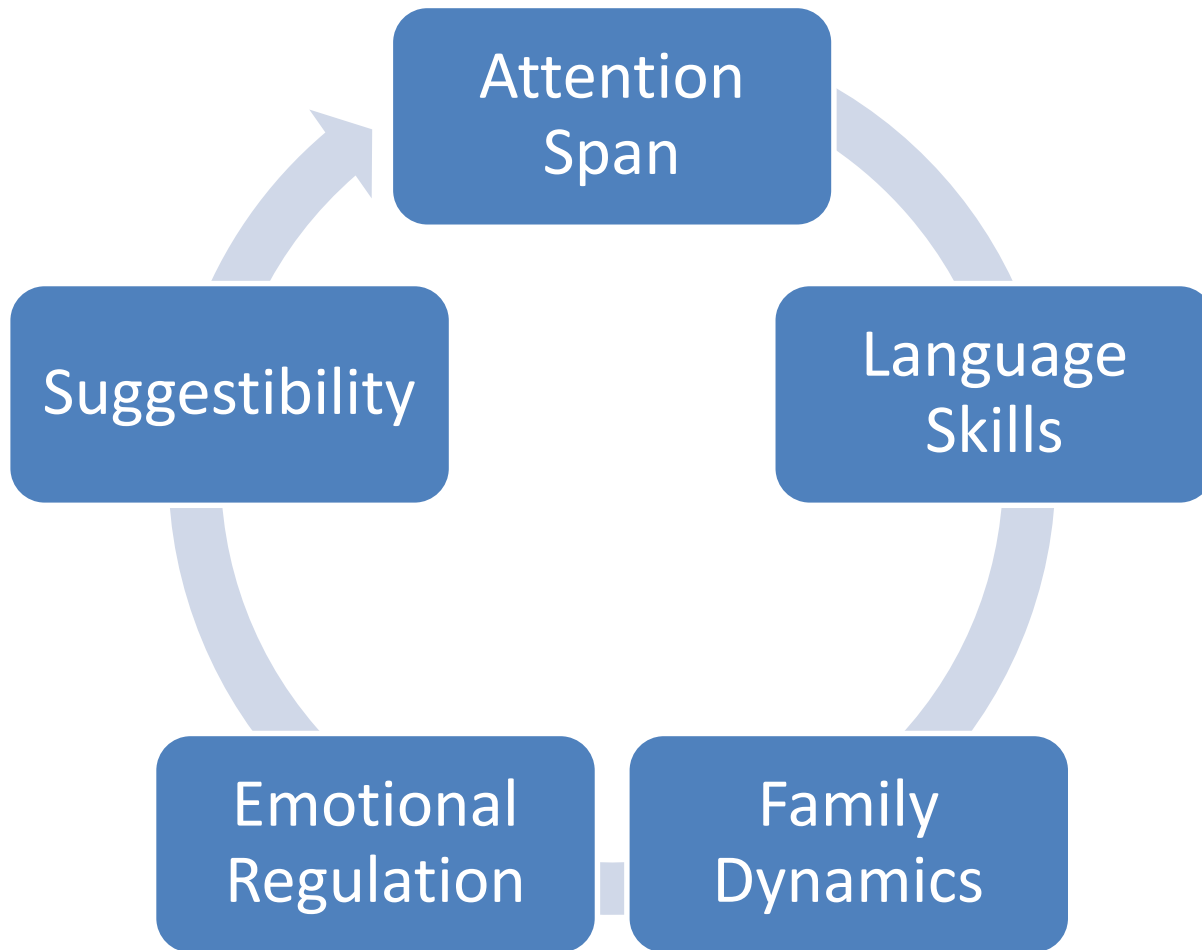 Attention
Span
Language
Skills
Family
Dynamics
Emotional
Regulation
Suggestibility